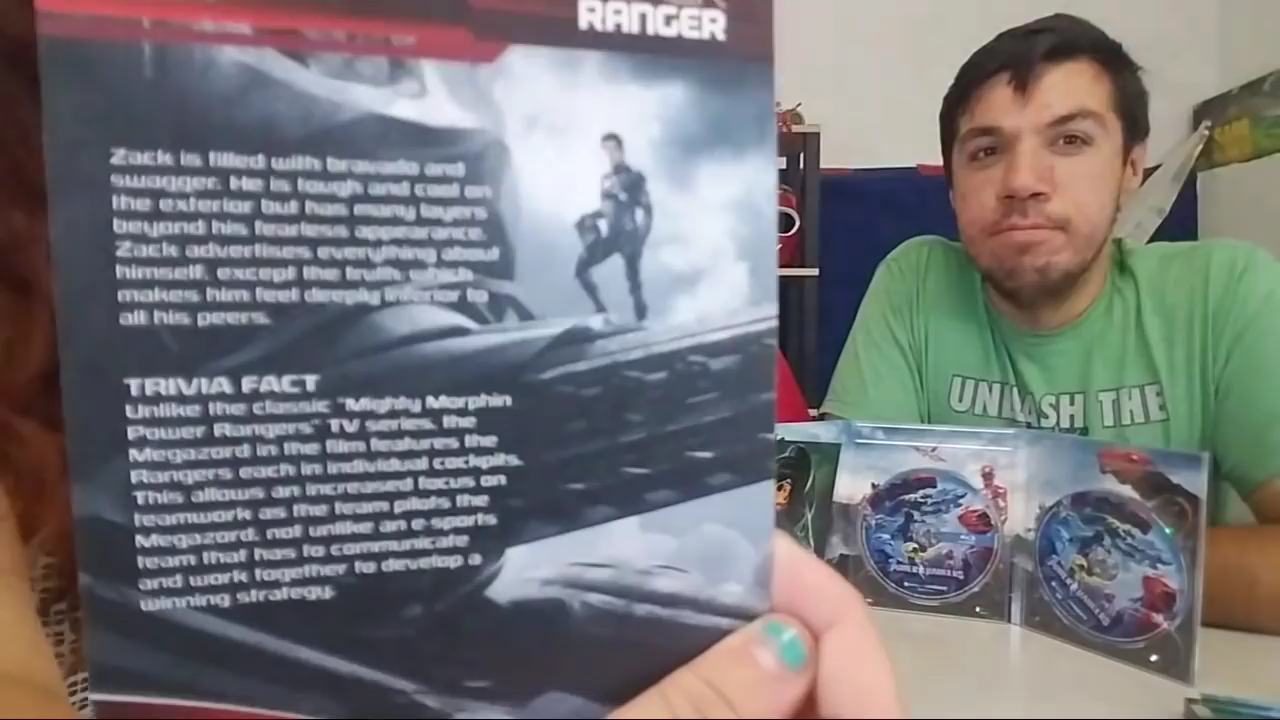 RANGER
Zack is filled with bravado and
swagger. He is tough and cool on
the exterior but has many layers
beyond his fearless appearance.
Zack advertises everything about
himself, except the truth, which
makes him feel deeply inferior to
all his peers.
TRIVIA FACT
Unlike the classic "Mighty Morphin
Power Rangers" TV series, the
Megazord in the film features the
Rangers each in individual cockpits.
This allows an increased focus on
teamwork as the team pilots the
Megazord, not unlike an e-sports
team that has to communicate
and work together to develop a
winning strategy.
UNLEASH THE
POWER RANGERS
POWER RANGERS